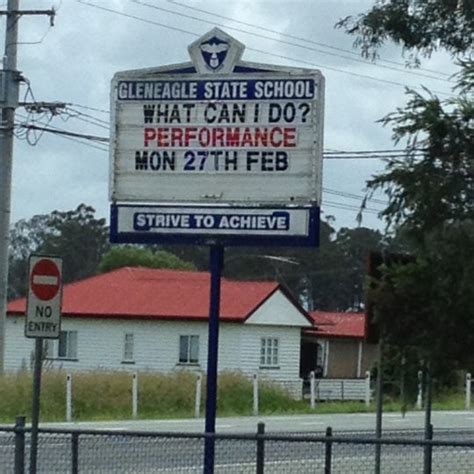 GLENEAGLE STATE SCHOOL
WHAT CAN I DO?
PERFORMANCE
MON 27TH FEB
STRIVE TO ACHIEVE
NO
ENTRY